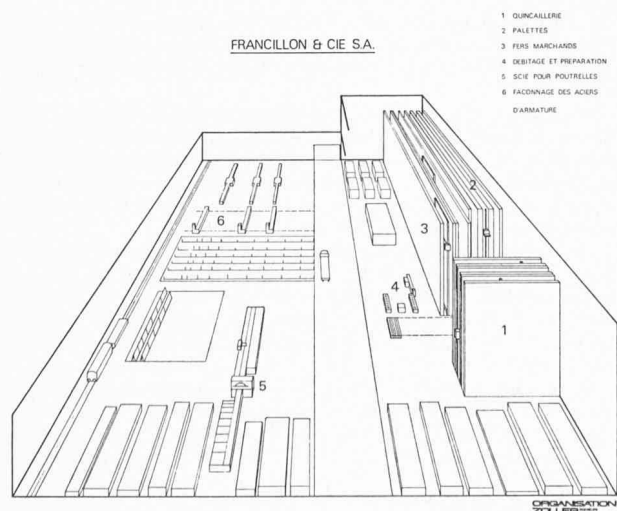 FRANCILLON & CIE S.A.
1 QUINCAILLERIE
2 PALETTES
3 FERS MARCHANDS
4 DEBITAGE ET PREPARATION
5 SCIE POUR POUTRELLES
6 FACONNAGE DES ACIERS
D'ARMATURE
2
6
3
4
1
5
ORGANISATION
ZOLLER